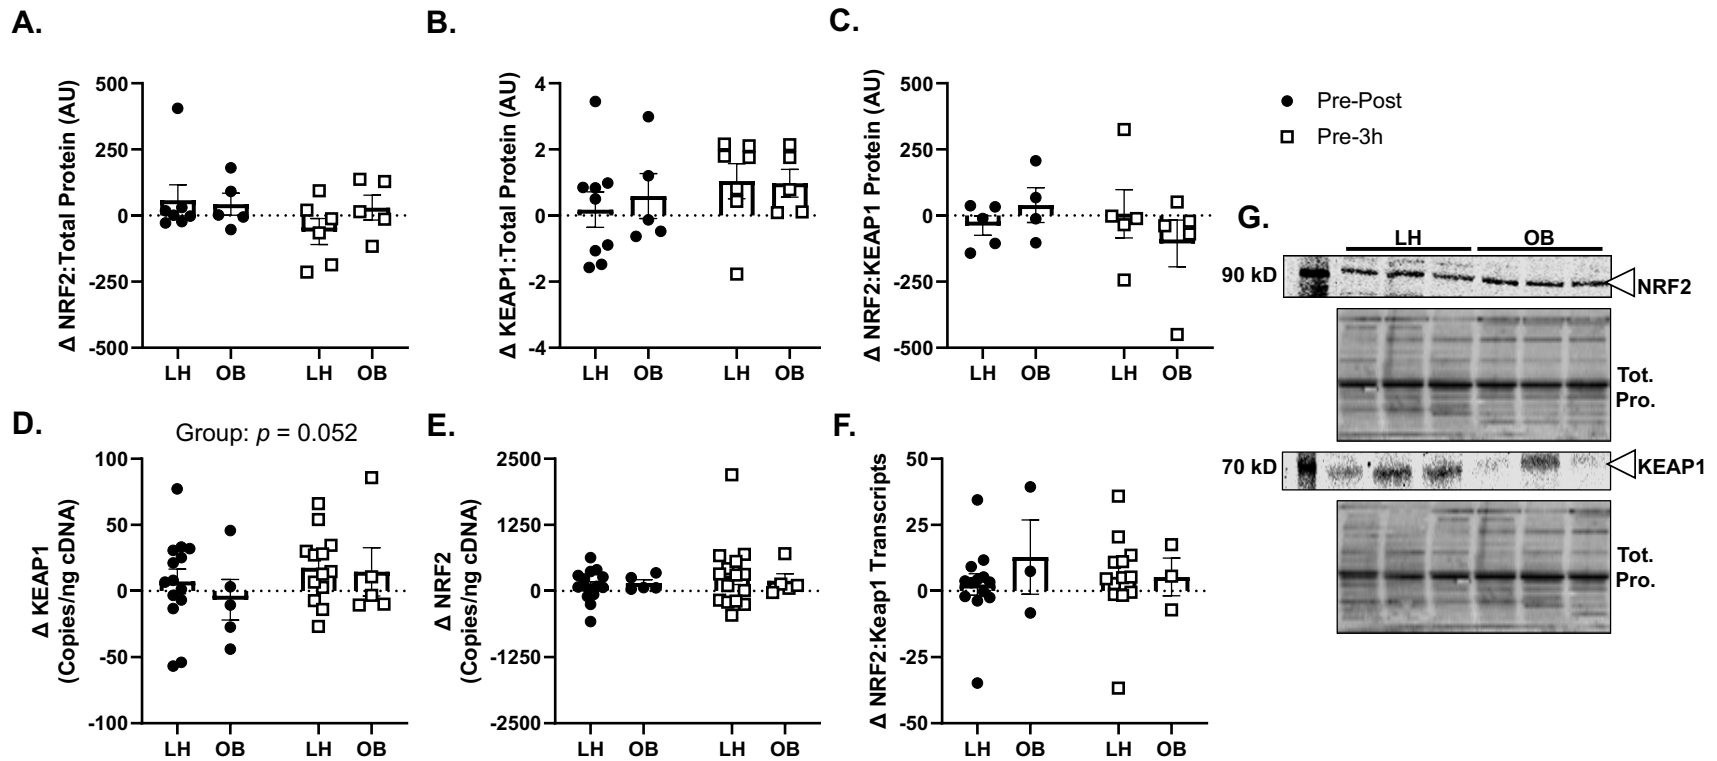 A.
B.
C.
Δ NRF2:Total Protein (AU)
500
250
0
-250
-500
LH OB LH OB
Δ KEAP1:Total Protein (AU)
4
2
0
-2
-4
LH OB LH OB
Δ NRF2:KEAP1 Protein (AU)
500
250
0
-250
-500
LH OB LH OB
Pre-Post
Pre-3h
G.
LH OB
90 kD
NRF2
Tot.
Pro.
70 kD
KEAP1
Tot.
Pro.
D.
Group: p = 0.052
Δ KEAP1
(Copies/ng cDNA)
100
50
0
-50
-100
LH OB LH OB
E.
Δ NRF2
(Copies/ng cDNA)
2500
1250
0
-1250
-2500
LH OB LH OB
F.
Δ NRF2:Keap1 Transcripts
50
25
0
-25
-50
LH OB LH OB